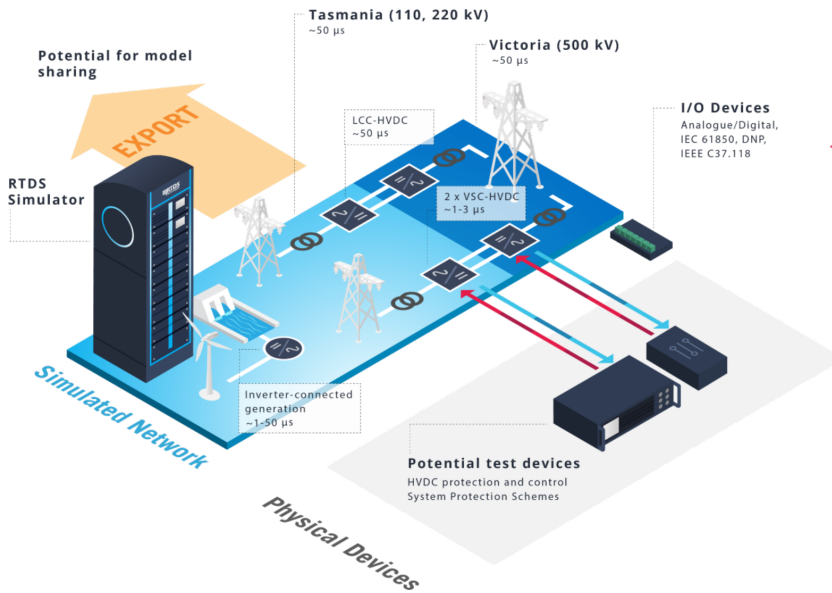 Tasmania (110, 220 kV)
~50 µs
Victoria (500 kV)
~50 µs
Potential for model
sharing
EXPORT
LCC-HVDC
~50 µs
I/O Devices
Analogue/Digital,
IEC 61850, DNP,
IEEE C37.118
RTDS
Simulator
RTDS
2 x VSC-HVDC
~1-3 µs
Inverter-connected
generation
~1-50 µs
Simulated Network
Potential test devices
HVDC protection and control
System Protection Schemes
Physical Devices